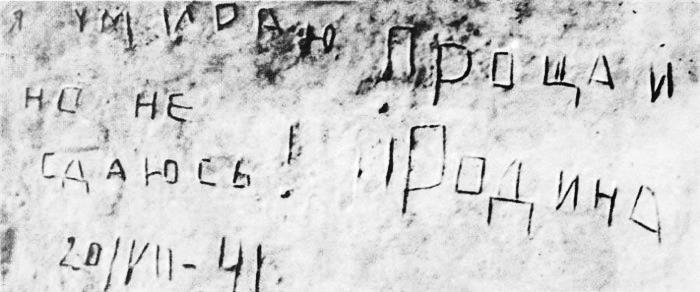 Я УМИРАЮ
НО НЕ
СДАЮСЬ!
ПРОЩАЙ
РОДИНА
20/VII-41